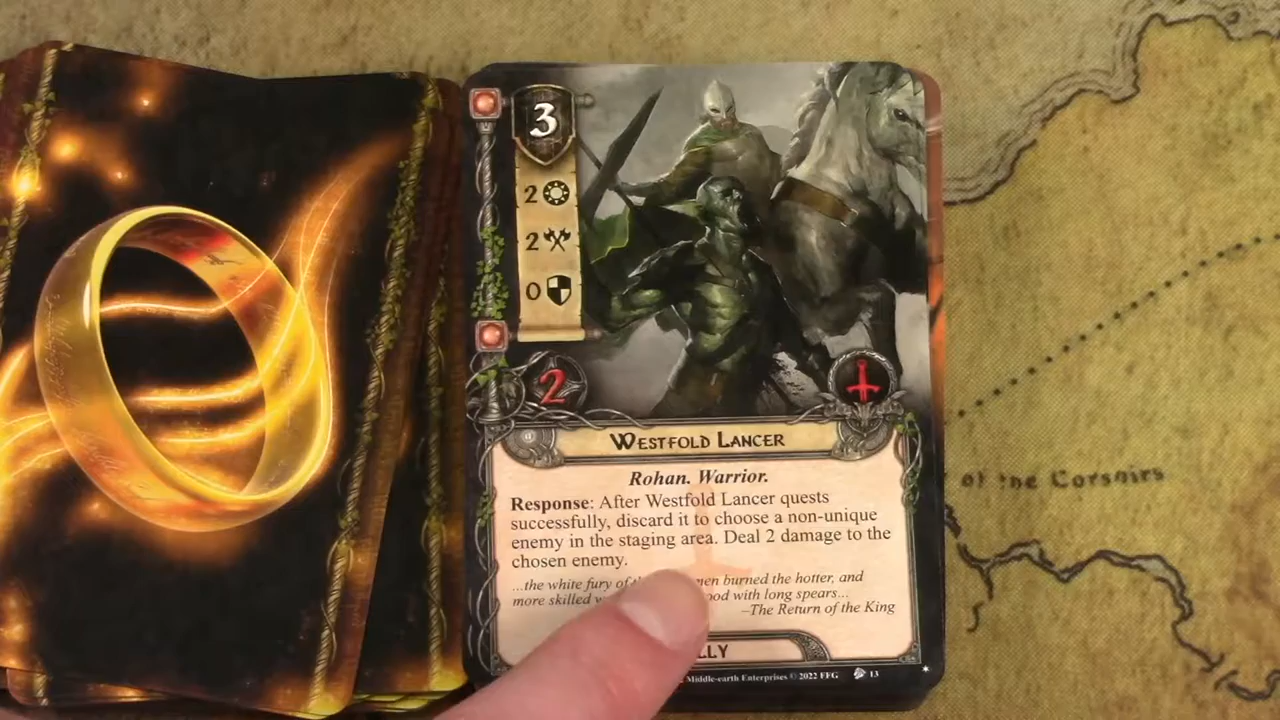 3
2
2
0
2
Westfold Lancer
Rohan. Warrior.
Response: After Westfold Lancer quests
successfully, discard it to choose a non-unique
enemy in the staging area. Deal 2 damage to the
chosen enemy.
...the white fury of burned the hotter, and
more skilled with long spears...
–The Return of the King
Middle-earth Enterprises © 2022 FFG 13
of the Corsairs